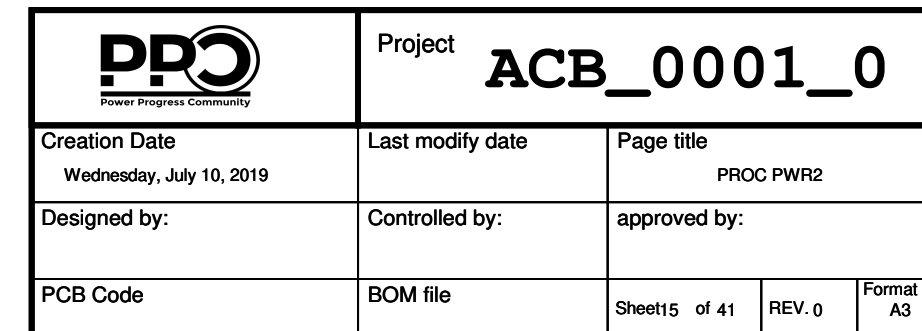 PPC
Power Progress Community
Project
ACB_0001_0
Creation Date
Last modify date
Page title
Wednesday, July 10, 2019
PROC PWR2
Designed by:
Controlled by:
approved by:
PCB Code
BOM file
Sheet15 of 41
REV. 0
Format
A3